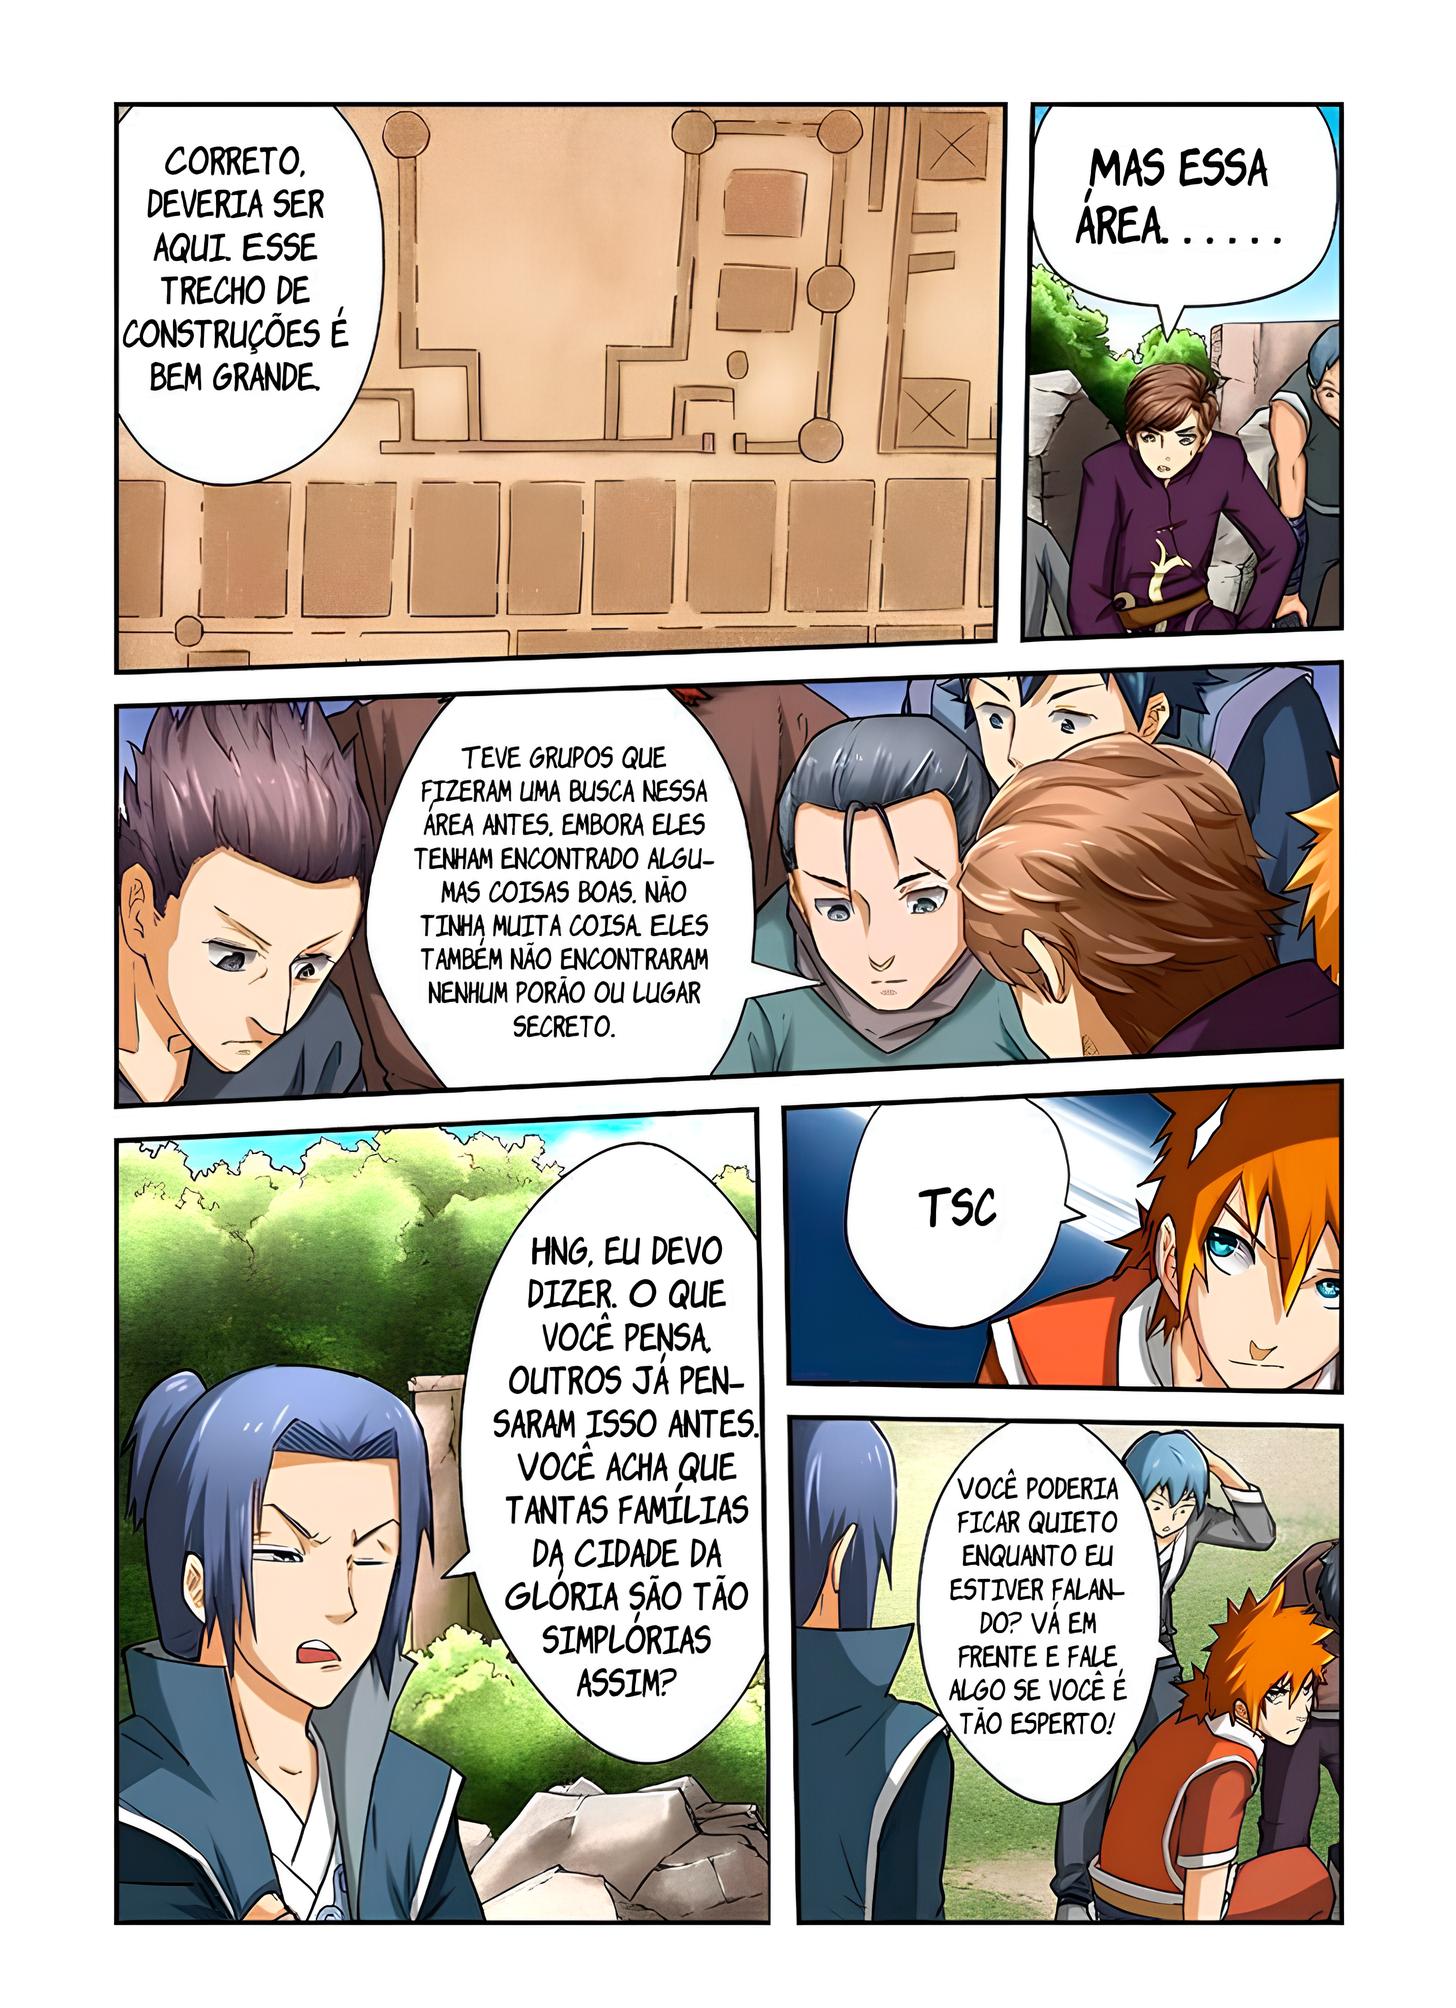 CORRETO,
DEVERIA SER
AQUI. ESSE
TRECHO DE
CONSTRUÇÕES É
BEM GRANDE.
MAS ESSA
ÁREA......
TEVE GRUPOS QUE
FIZERAM UMA BUSCA NESSA
ÁREA ANTES, EMBORA ELES
TENHAM ENCONTRADO ALGU-
MAS COISAS BOAS, NÃO
TINHA MUITA COISA. ELES
TAMBÉM NÃO ENCONTRARAM
NENHUM PORÃO OU LUGAR
SECRETO.
TSC
HNG, EU DEVO
DIZER. O QUE
VOCÊ PENSA,
OUTROS JÁ PEN-
SARAM ISSO ANTES.
VOCÊ ACHA QUE
TANTAS FAMÍLIAS
DA CIDADE DA
GLÓRIA SÃO TÃO
SIMPLÓRIAS
ASSIM?
VOCÊ PODERIA
FICAR QUIETO
ENQUANTO EU
ESTIVER FALAN-
DO? VÁ EM
FRENTE E FALE
ALGO SE VOCÊ É
TÃO ESPERTO!